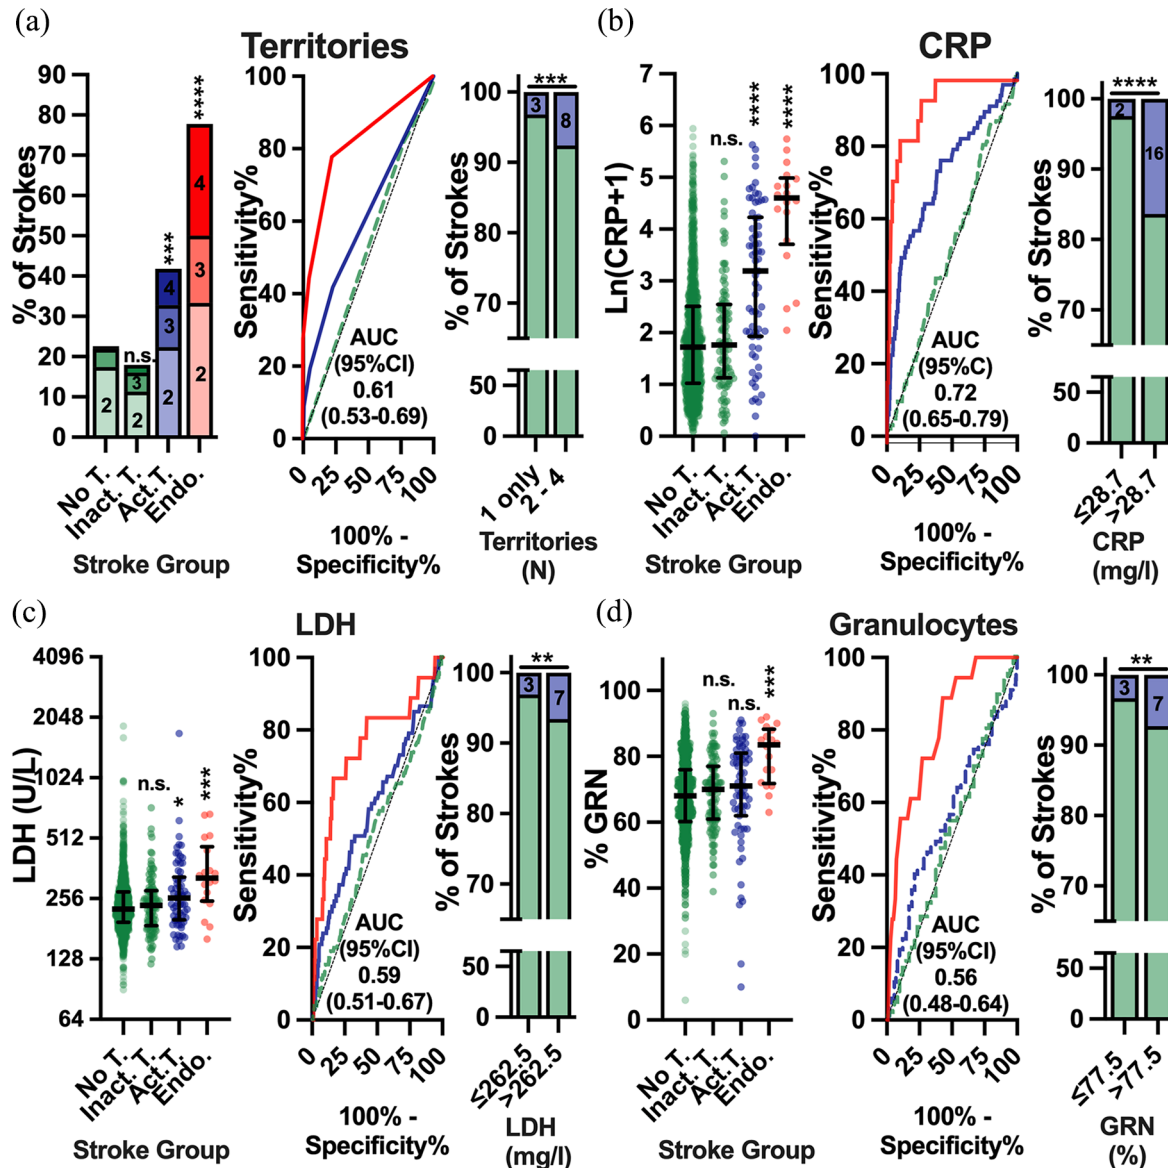 (a)
Territories
90
80
70
60
50
40
30
20
10
0
% of Strokes
2
n.s.
3
2
***
4
3
2
****
4
3
2
No T.
Inact. T.
Act.T.
Endo.
Stroke Group
100
80
60
40
20
0
Sensitivity%
AUC
(95%CI)
0.61
(0.53-0.69)
0
25
50
75
100
100% -
Specificity%
***
100
90
80
70
50
0
% of Strokes
3
8
1 only
2 - 4
Territories
(N)
(b)
CRP
7
6
5
4
3
2
1
0
Ln(CRP+1)
n.s.
****
****
No T.
Inact. T.
Act.T.
Endo.
Stroke Group
100
80
60
40
20
0
Sensitivity%
AUC
(95%C)
0.72
(0.65-0.79)
0
25
50
75
100
100% -
Specificity%
****
100
90
80
70
50
0
% of Strokes
2
16
≤28.7
>28.7
CRP
(mg/l)
(c)
LDH
4096
2048
1024
512
256
128
64
LDH (U/L)
n.s.
*
***
No T.
Inact. T.
Act.T.
Endo.
Stroke Group
100
80
60
40
20
0
Sensitivity%
AUC
(95%CI)
0.59
(0.51-0.67)
0
25
50
75
100
100% -
Specificity%
**
100
90
80
70
50
0
% of Strokes
3
7
≤262.5
>262.5
LDH
(mg/l)
(d)
Granulocytes
100
80
60
40
20
0
% GRN
n.s.
n.s.
***
No T.
Inact. T.
Act.T.
Endo.
Stroke Group
100
80
60
40
20
0
Sensitivity%
AUC
(95%CI)
0.56
(0.48-0.64)
0
25
50
75
100
100% -
Specificity%
**
100
90
80
70
50
0
% of Strokes
3
7
≤77.5
>77.5
GRN
(%)